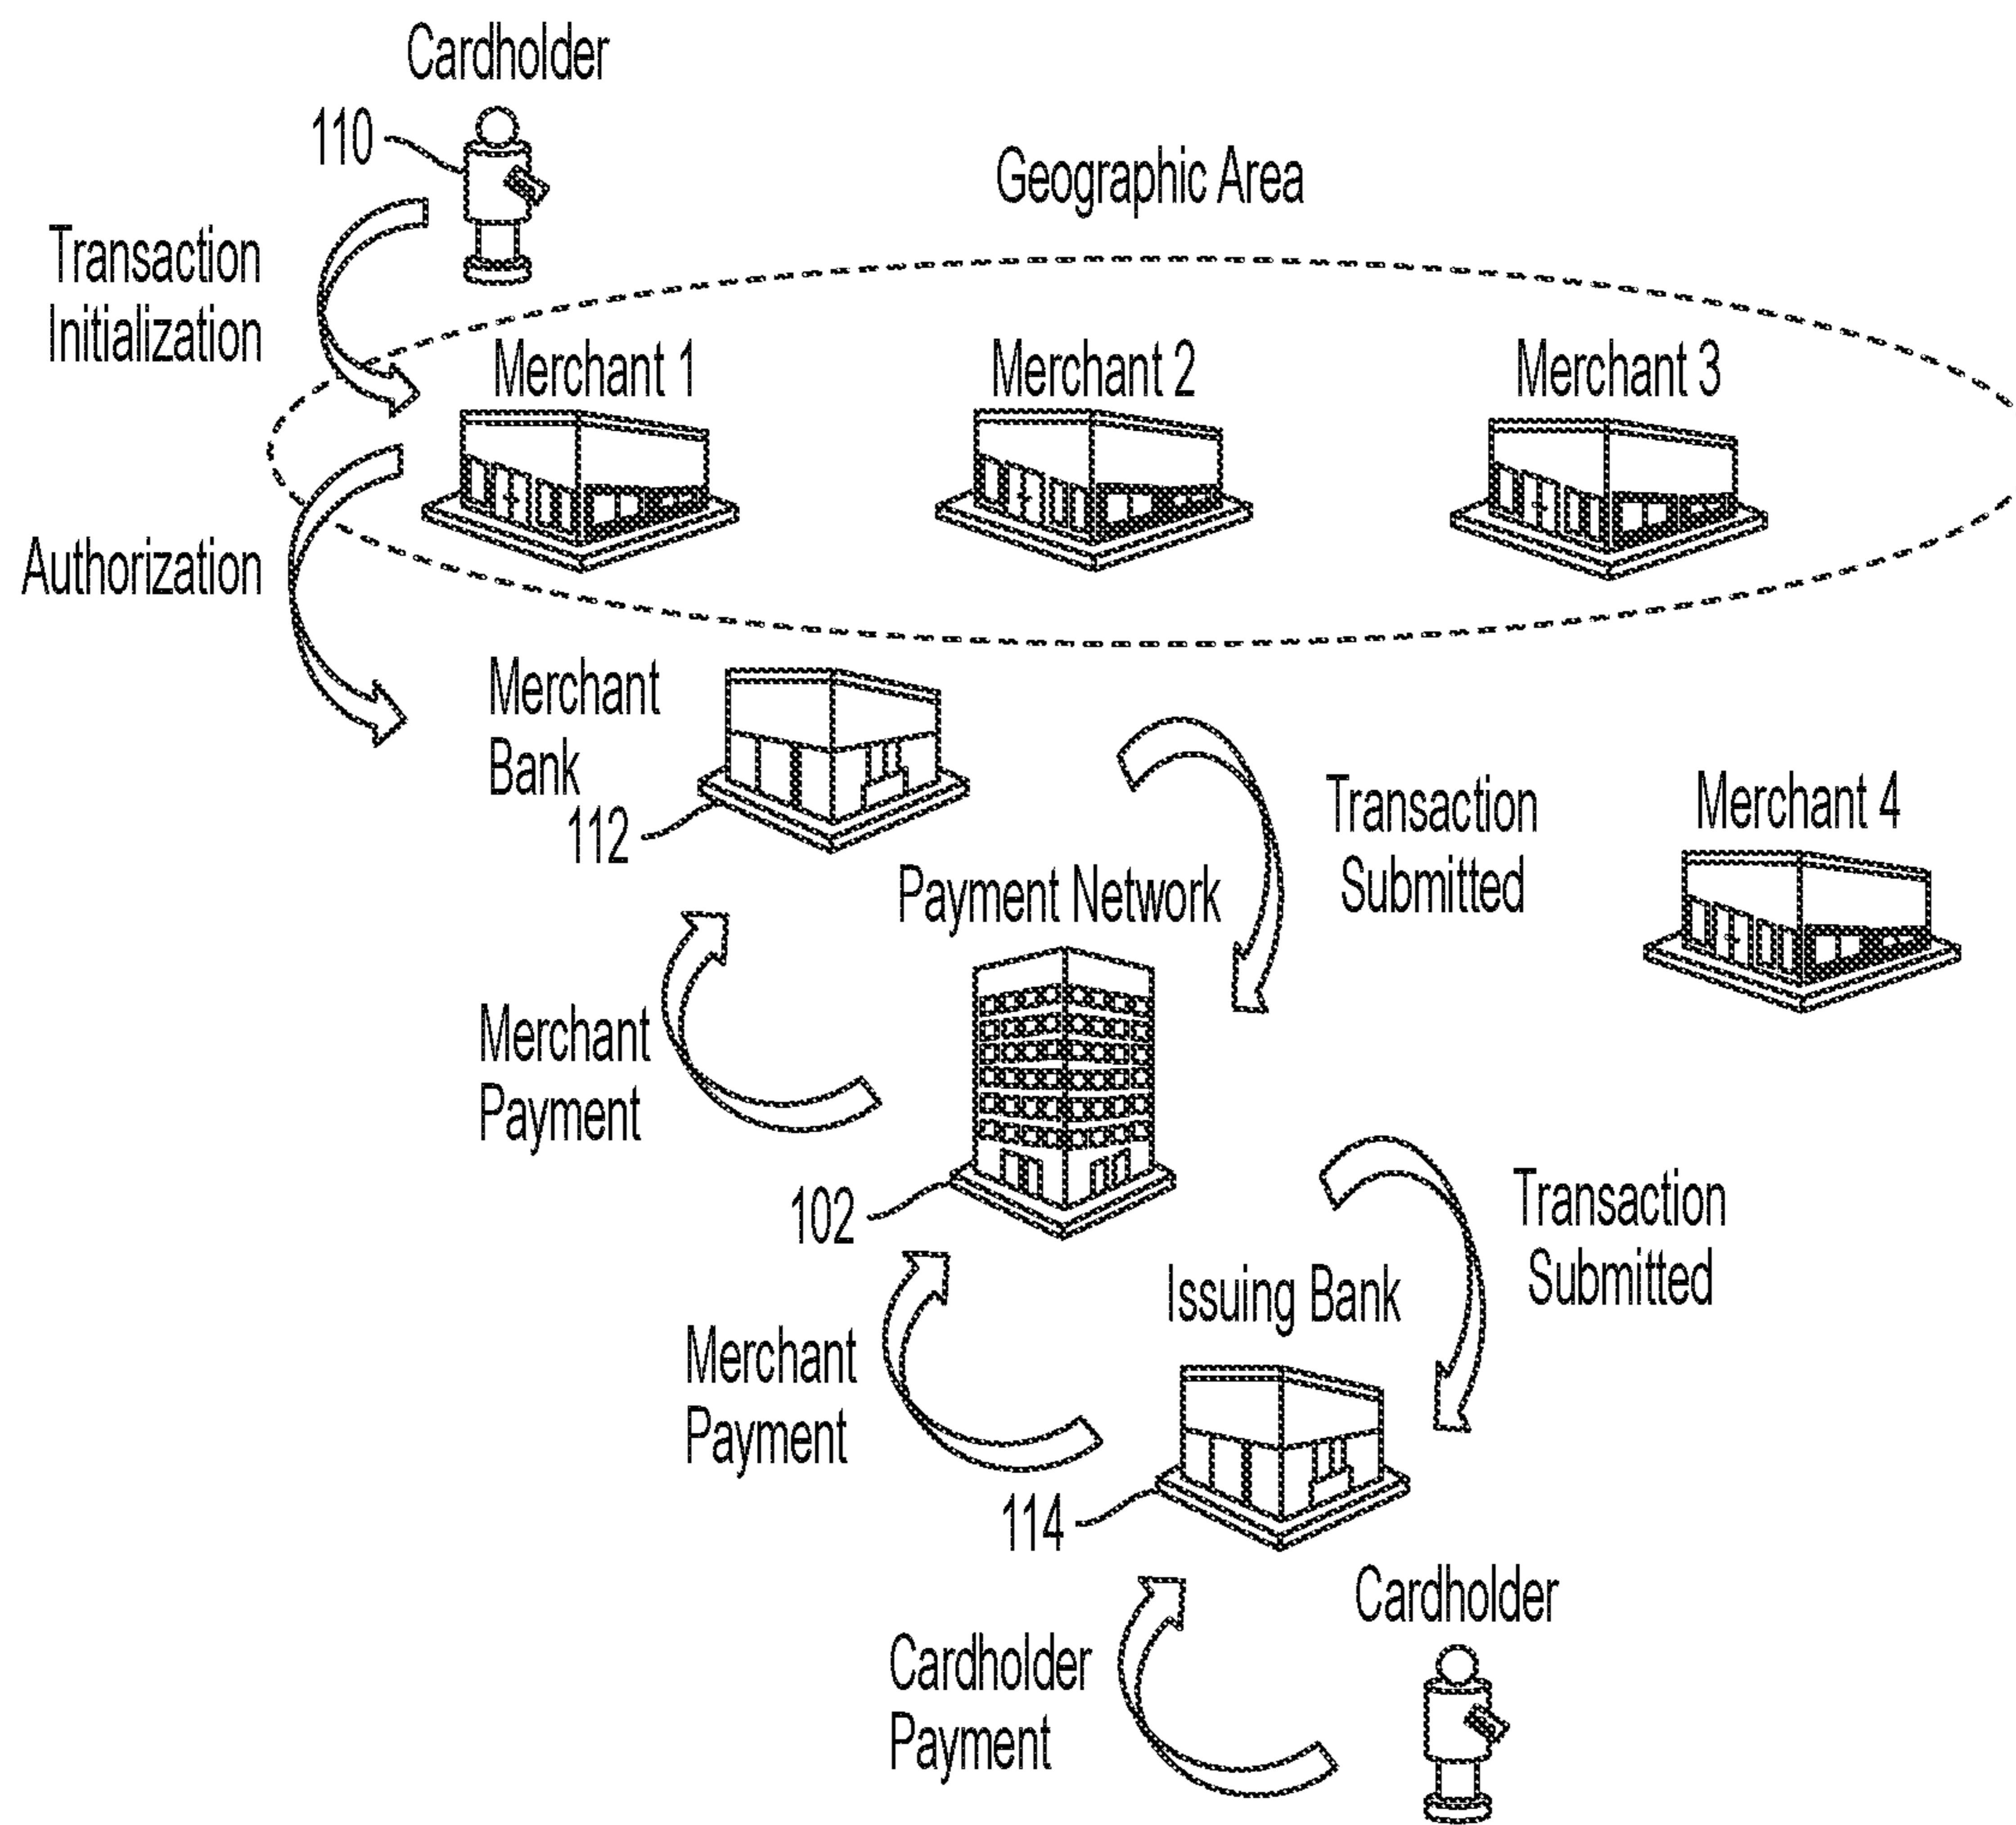 Cardholder
110
Geographic Area
Transaction
Initialization
Merchant 1
Merchant 2
Merchant 3
Authorization
Merchant
Bank
112
Transaction
Submitted
Merchant 4
Payment Network
Merchant
Payment
102
Transaction
Submitted
Issuing Bank
Merchant
Payment
114
Cardholder
Cardholder
Payment